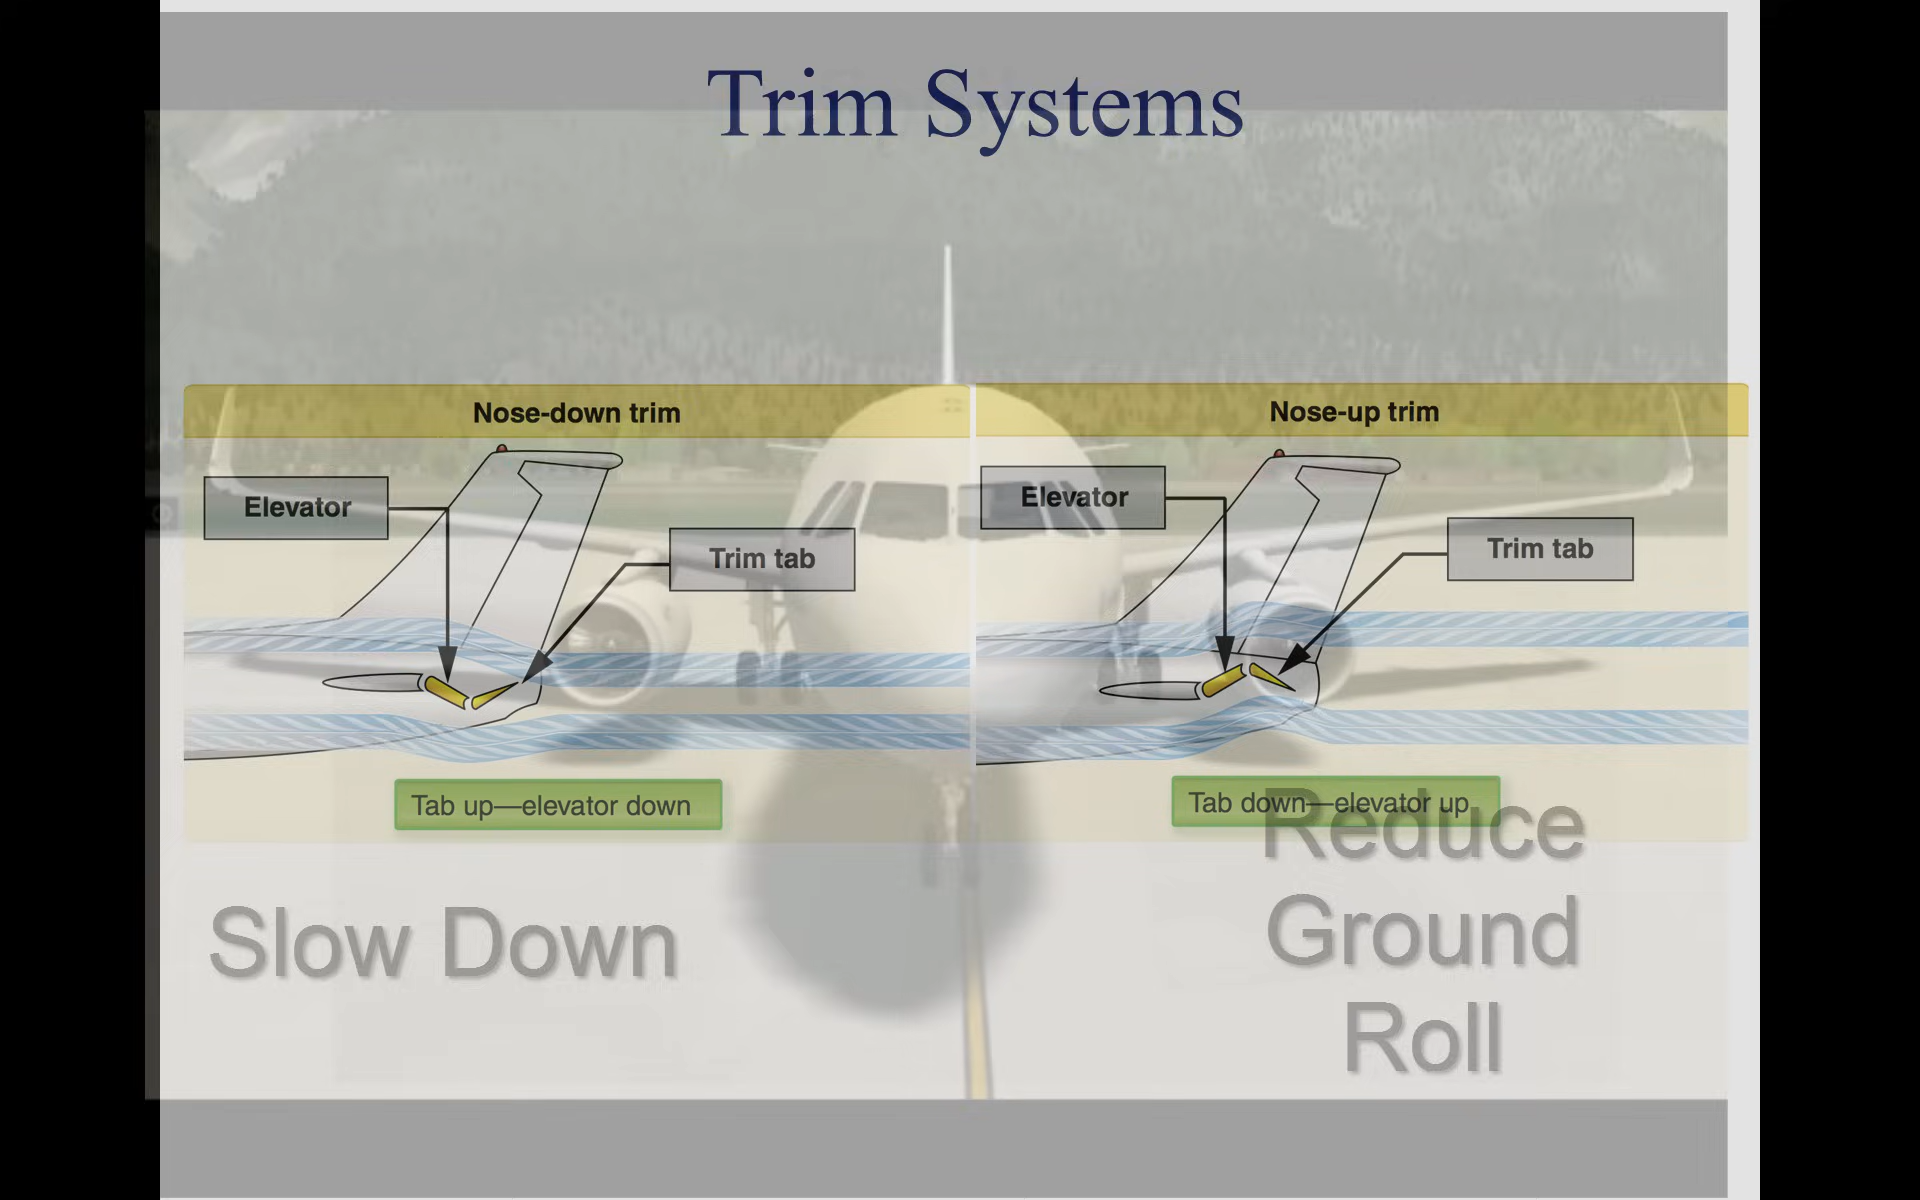 Trim Systems
Nose-down trim
Elevator
Trim tab
Tab up—elevator down
Nose-up trim
Elevator
Trim tab
Tab down—elevator up
Slow Down
Reduce
Ground
Roll